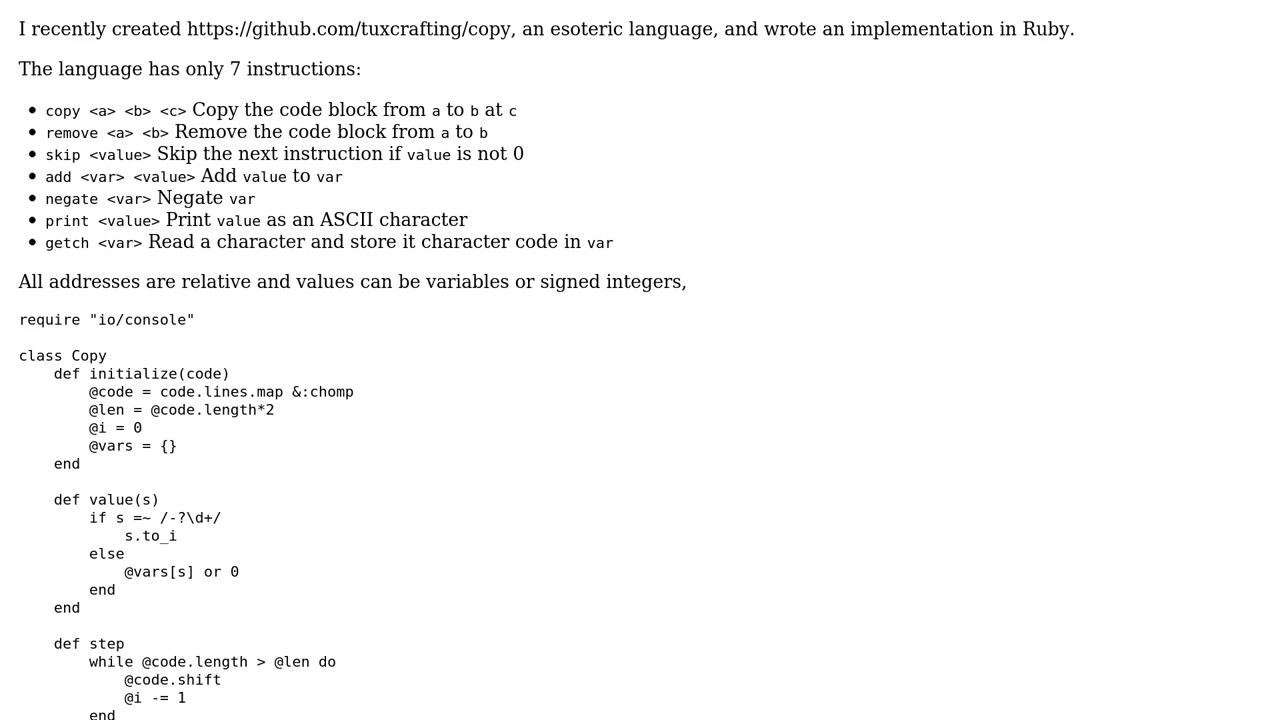 I recently created https://github.com/tuxcrafting/copy, an esoteric language, and wrote an implementation in Ruby.
The language has only 7 instructions:
• copy <a> <b> <c> Copy the code block from a to b at c
• remove <a> <b> Remove the code block from a to b
• skip <value> Skip the next instruction if value is not 0
• add <var> <value> Add value to var
• negate <var> Negate var
• print <value> Print value as an ASCII character
• getch <var> Read a character and store it character code in var
All addresses are relative and values can be variables or signed integers,
require "io/console"
class Copy
    def initialize(code)
        @code = code.lines.map &:chomp
        @len = @code.length*2
        @i = 0
        @vars = {}
    end
    def value(s)
        if s =~ /-?\d+/
            s.to_i
        else
            @vars[s] or 0
        end
    end
    def step
        while @code.length > @len do
            @code.shift
            @i -= 1
        end